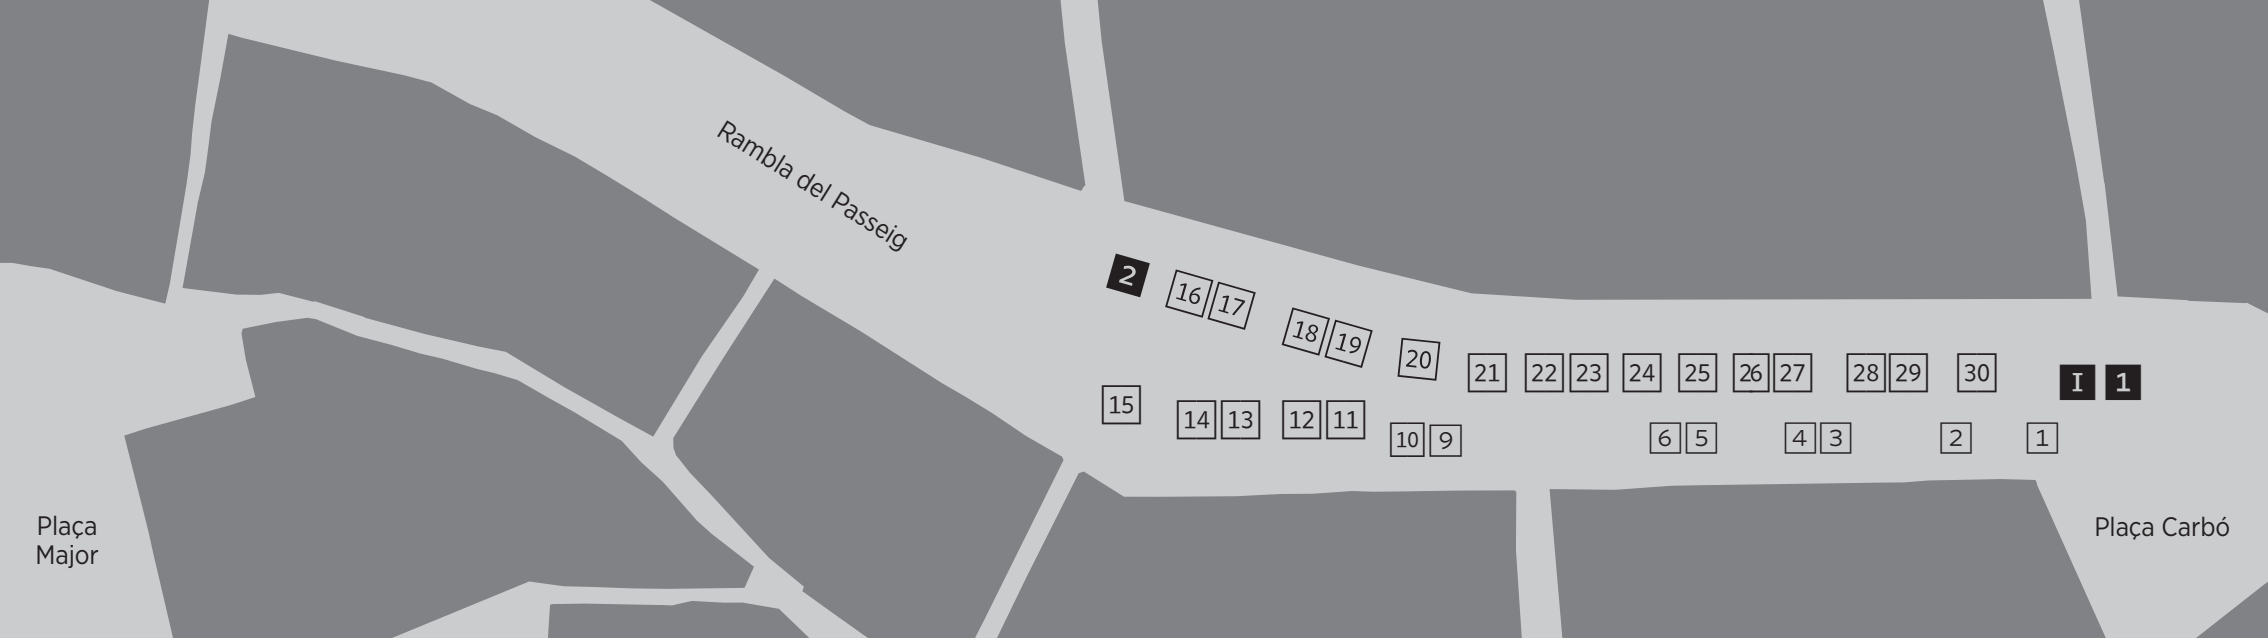 Rambla del Passeig
2
16 17
18 19
20
21 22 23 24 25 26 27 28 29 30
I 1
15
14 13 12 11
10 9
6 5 4 3 2 1
Plaça
Major
Plaça Carbó